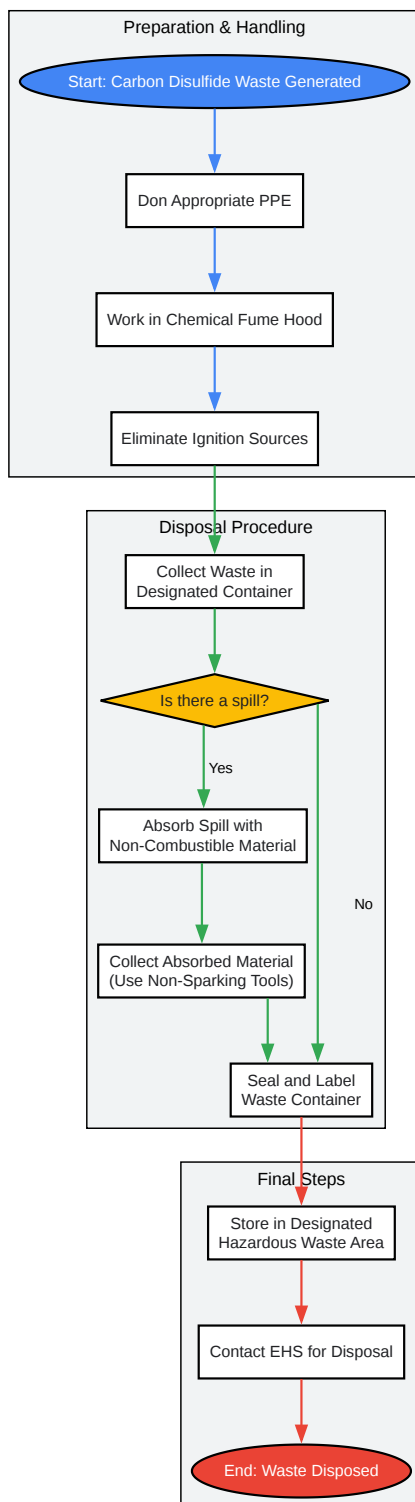 Preparation & Handling
Start: Carbon Disulfide Waste Generated
Don Appropriate PPE
Work in Chemical Fume Hood
Eliminate Ignition Sources
Disposal Procedure
Collect Waste in
Designated Container
Is there a spill?
Yes
Absorb Spill with
Non-Combustible Material
No
Collect Absorbed Material
(Use Non-Sparking Tools)
Seal and Label
Waste Container
Final Steps
Store in Designated
Hazardous Waste Area
Contact EHS for Disposal
End: Waste Disposed